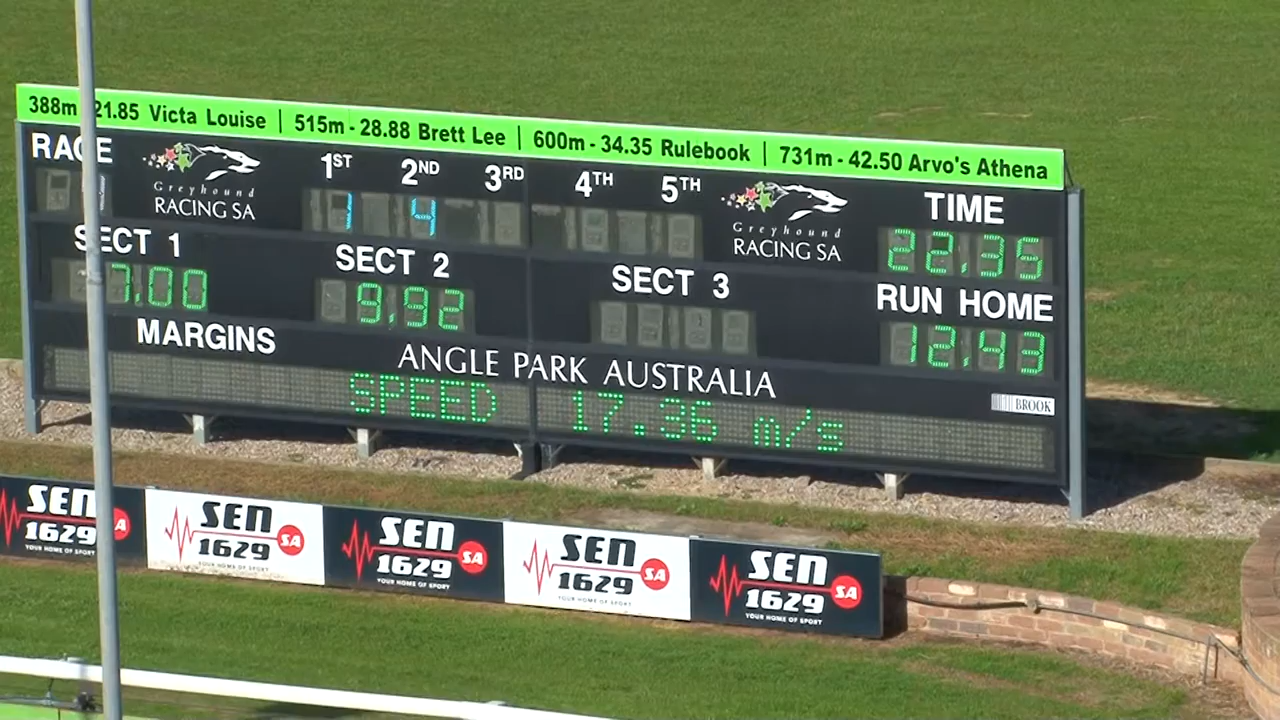 388m 21.85 Victa Louise | 515m - 28.88 Brett Lee | 600m - 34.35 Rulebook | 731m - 42.50 Arvo's Athena
RACE
Greyhound
RACING SA
1ST 2ND 3RD 4TH 5TH
1 4
Greyhound
RACING SA
TIME
22.35
SECT 1
7.00
SECT 2
9.92
SECT 3
RUN HOME
12.43
MARGINS
ANGLE PARK AUSTRALIA
BROOK
SPEED 17.36 m/s
SEN
1629
SA
YOUR HOME OF SPORT
SEN
1629
SA
YOUR HOME OF SPORT
SEN
1629
SA
YOUR HOME OF SPORT
SEN
1629
SA
YOUR HOME OF SPORT
SEN
1629
SA
YOUR HOME OF SPORT